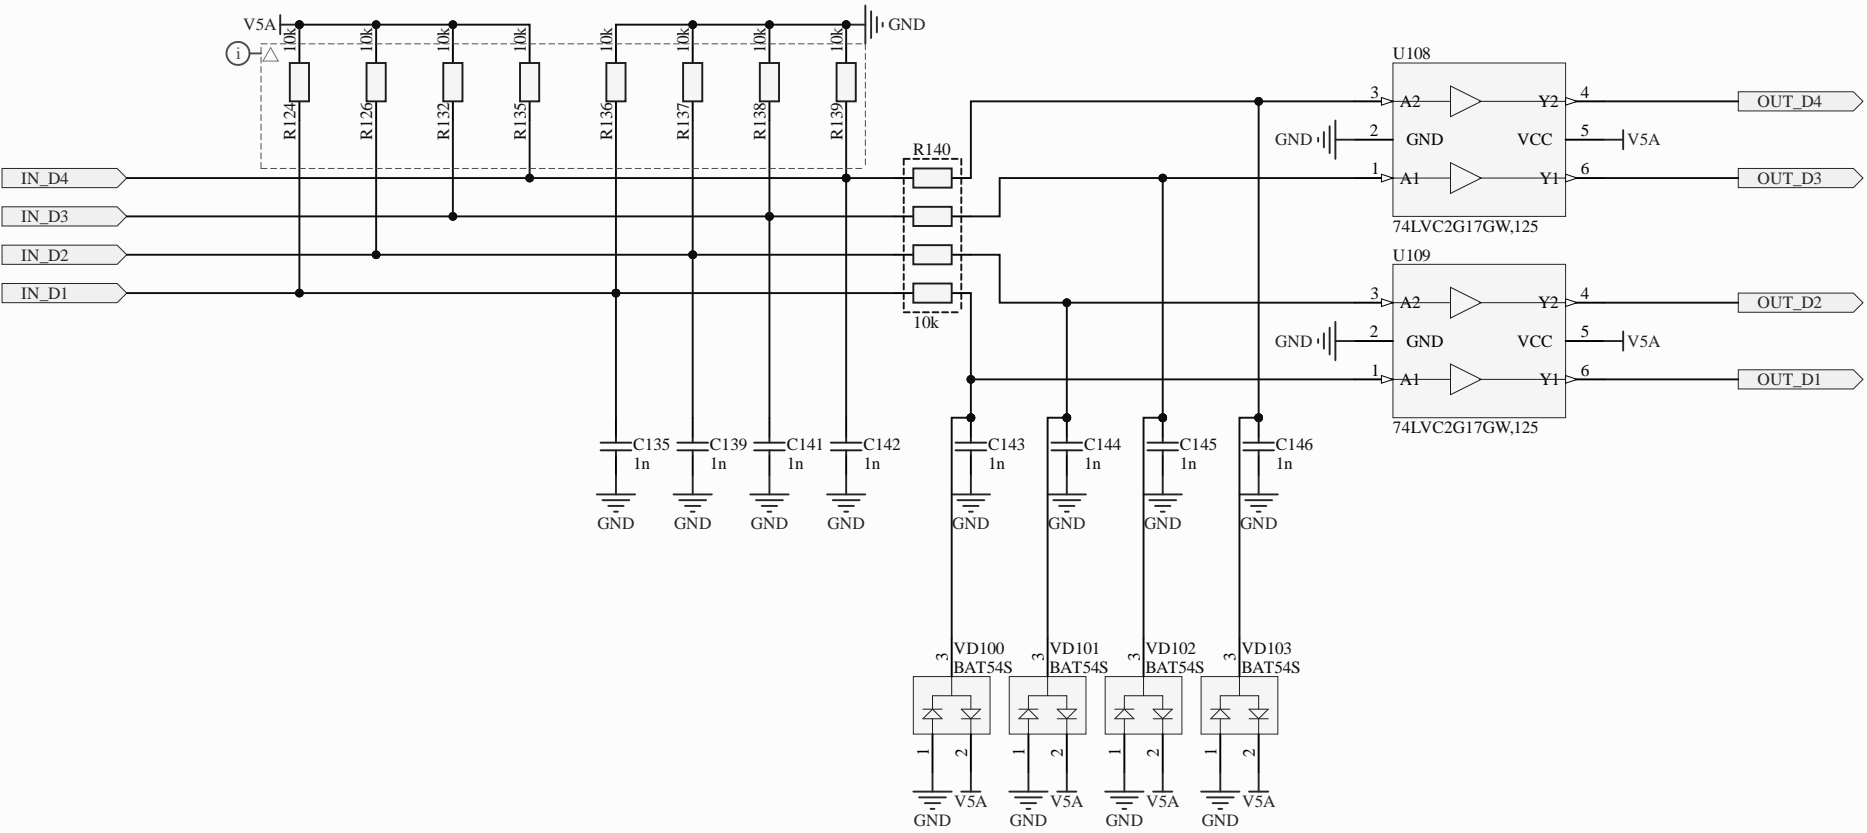 V5A
10k
10k
10k
10k
10k
10k
10k
10k
GND
i
R124
R126
R132
R135
R136
R137
R138
R139
IN_D4
IN_D3
IN_D2
IN_D1
R140
10k
U108
3 A2 Y2 4
GND 2 GND VCC 5 V5A
1 A1 Y1 6
74LVC2G17GW,125
OUT_D4
OUT_D3
U109
3 A2 Y2 4
GND 2 GND VCC 5 V5A
1 A1 Y1 6
74LVC2G17GW,125
OUT_D2
OUT_D1
C135
1n
GND
C139
1n
GND
C141
1n
GND
C142
1n
GND
C143
1n
GND
C144
1n
GND
C145
1n
GND
C146
1n
GND
3
VD100
BAT54S
1
2
GND
V5A
3
VD101
BAT54S
1
2
GND
V5A
3
VD102
BAT54S
1
2
GND
V5A
3
VD103
BAT54S
1
2
GND
V5A